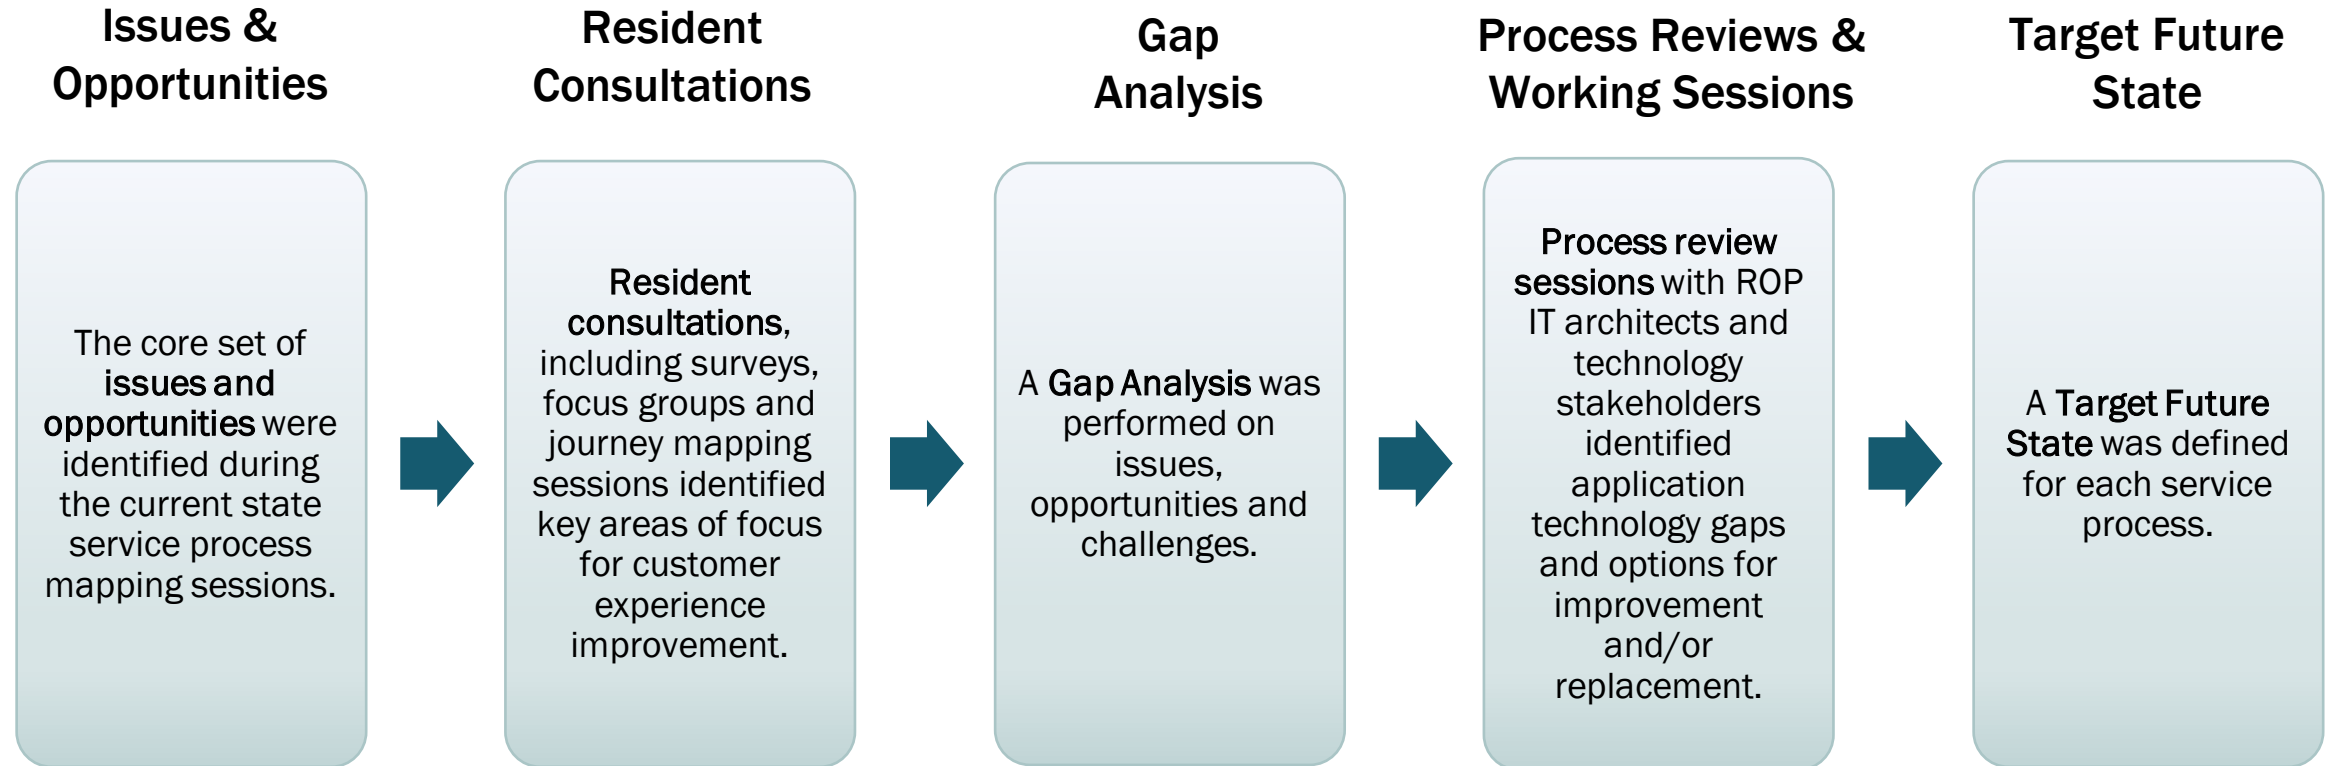 Issues &
Opportunities
The core set of
issues and
opportunities were
identified during
the current state
service process
mapping sessions.
Resident
Consultations
Resident
consultations,
including surveys,
focus groups and
journey mapping
sessions identified
key areas of focus
for customer
experience
improvement.
Gap
Analysis
A Gap Analysis was
performed on
issues,
opportunities and
challenges.
Process Reviews &
Working Sessions
Process review
sessions with ROP
IT architects and
technology
stakeholders
identified
application
technology gaps
and options for
improvement
and/or
replacement.
Target Future
State
A Target Future
State was defined
for each service
process.